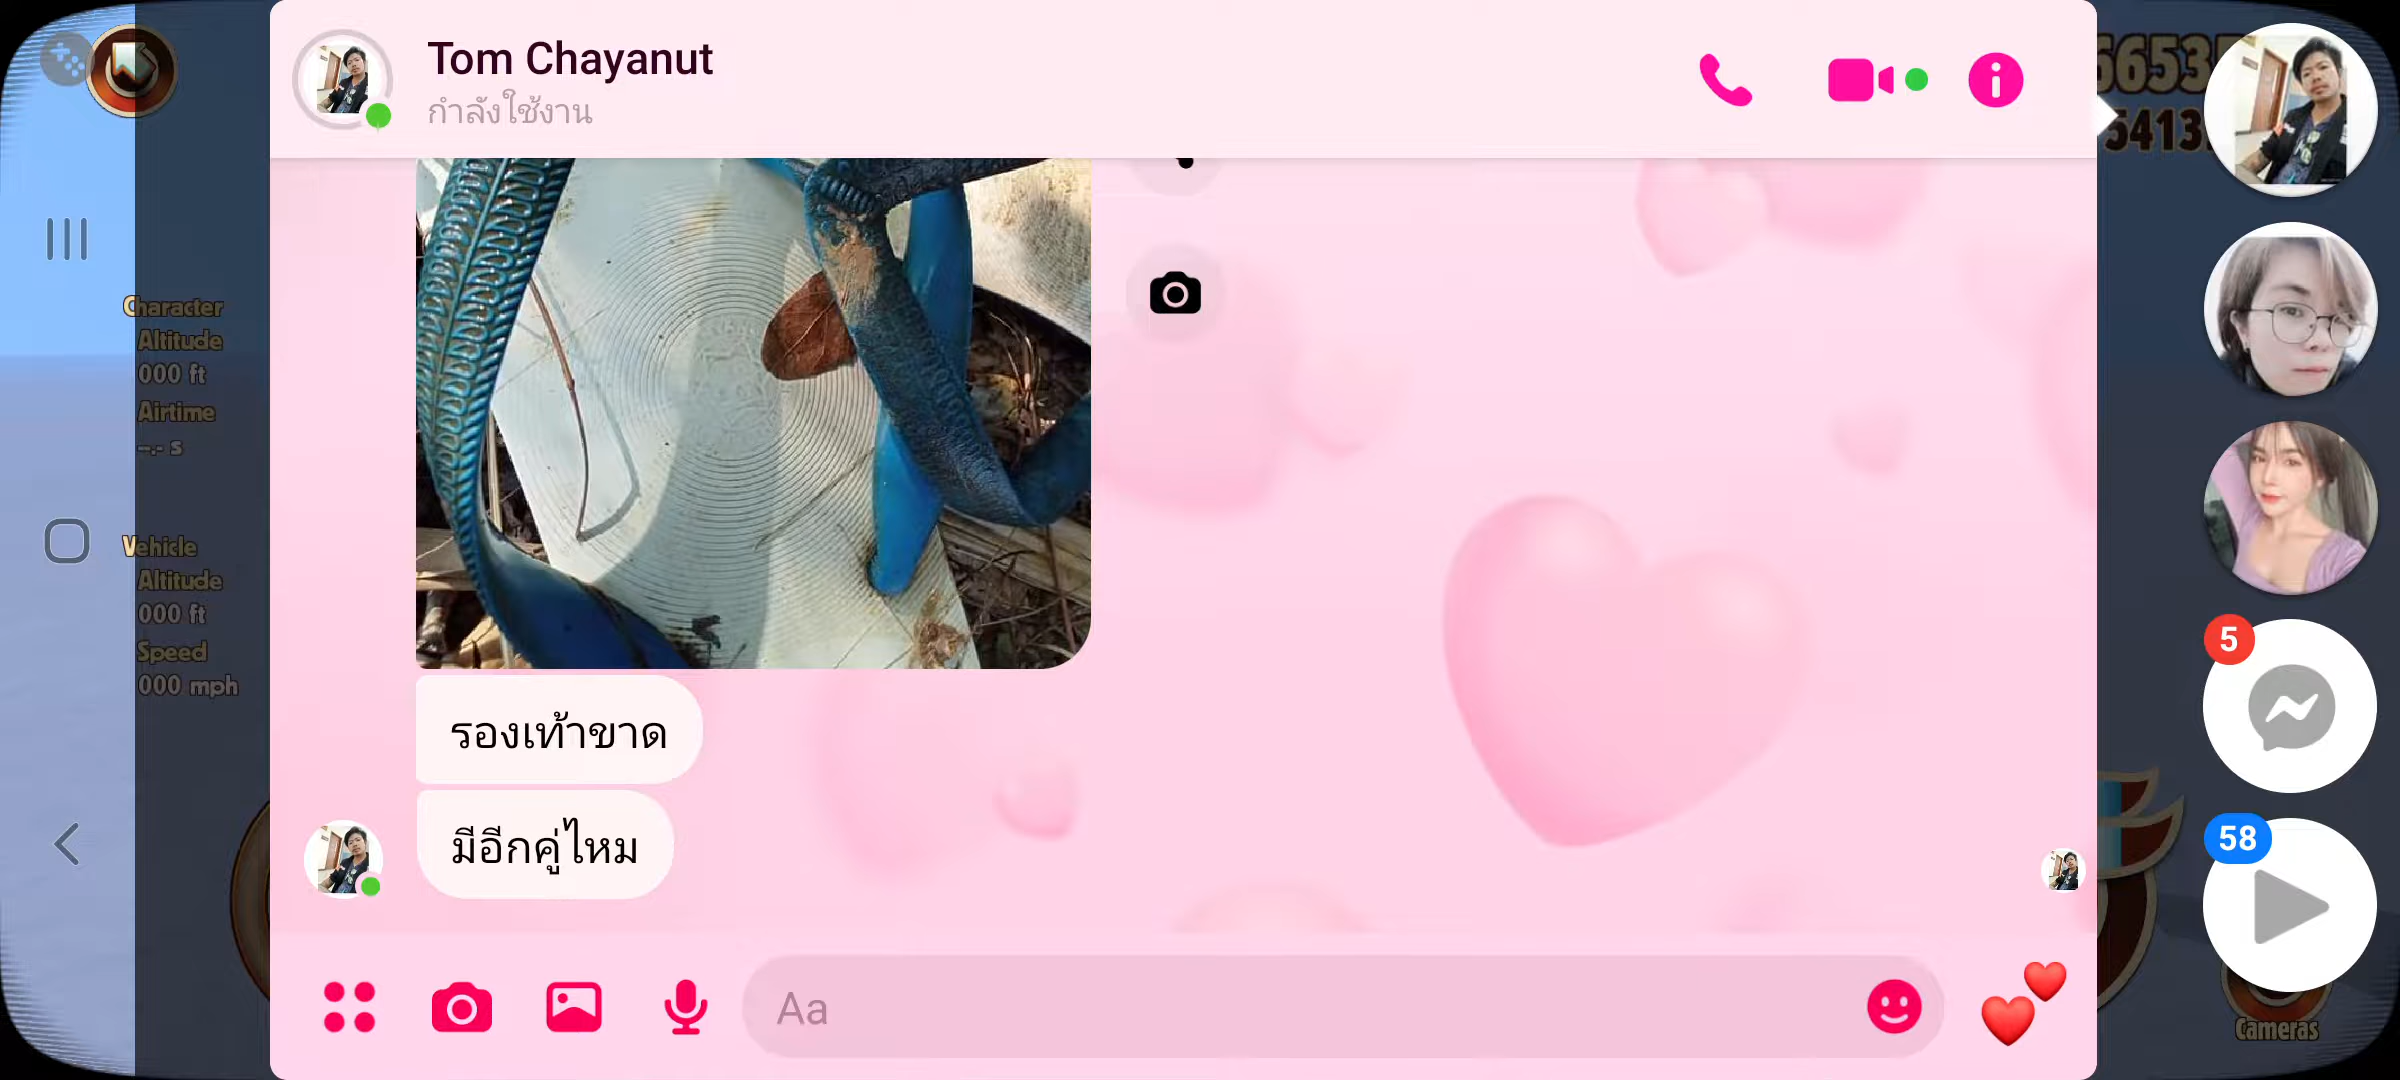 Tom Chayanut
กำลังใช้งาน
Character
Altitude
000 ft
Airtime
--.- s
Vehicle
Altitude
000 ft
Speed
000 mph
รองเท้าขาด
มีอีกคู่ไหม
Aa
5
58
Cameras